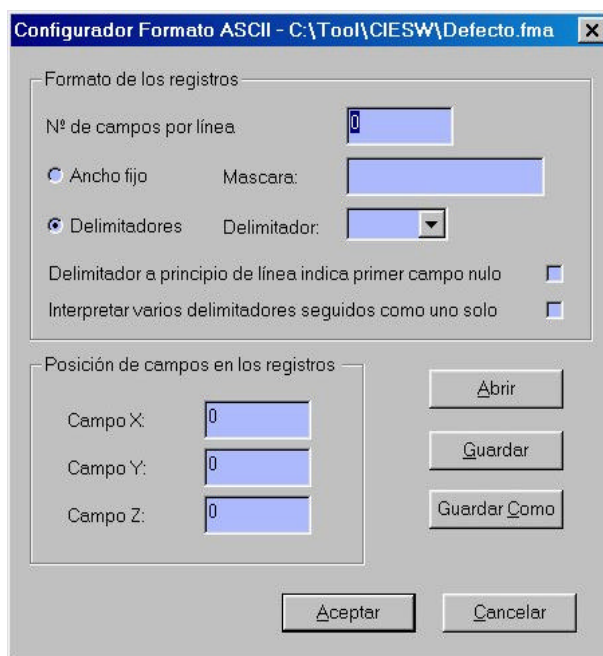 Configurador Formato ASCII - C:\Tool\CIESW\Defecto.fma
Formato de los registros
Nº de campos por línea 0
Ancho fijo Mascara:
Delimitadores Delimitador:
Delimitador a principio de línea indica primer campo nulo
Interpretar varios delimitadores seguidos como uno solo
Posición de campos en los registros
Campo X: 0
Campo Y: 0
Campo Z: 0
Abrir
Guardar
Guardar Como
Aceptar Cancelar